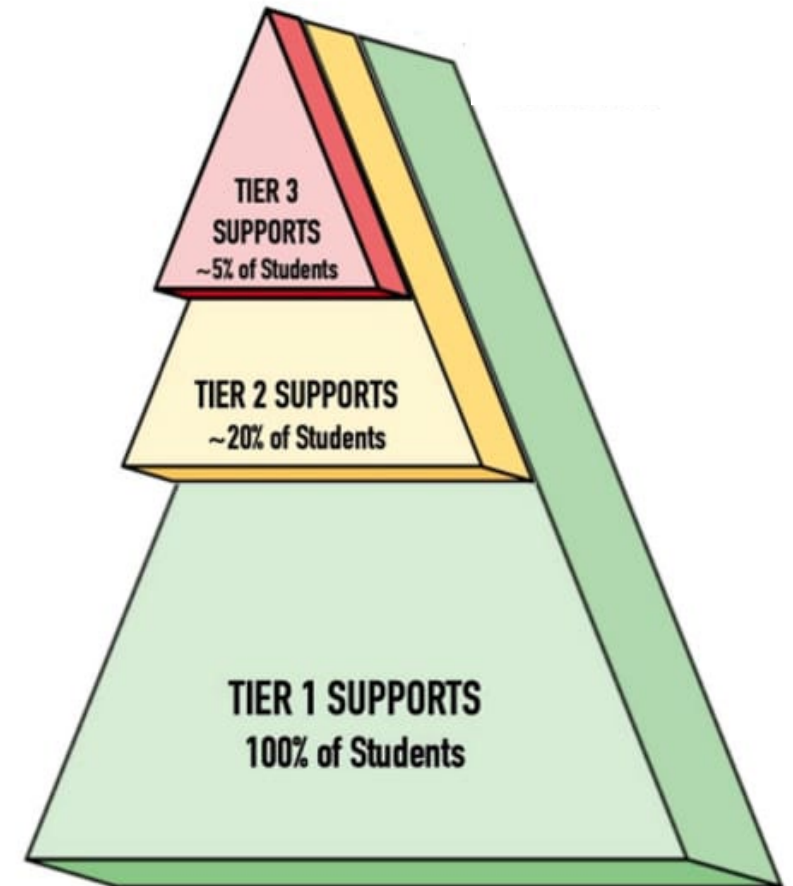 TIER 3
SUPPORTS
~5% of Students
TIER 2 SUPPORTS
~20% of Students
TIER 1 SUPPORTS
100% of Students